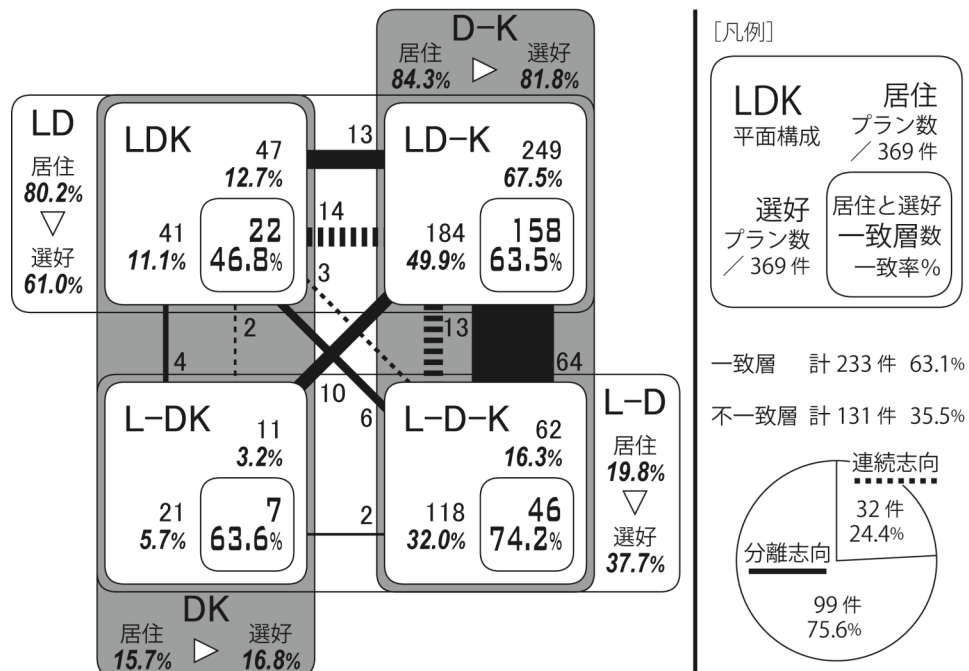 D−K
居住 ▷ 選好
84.3% 81.8%
LD
居住
80.2%
▽
選好
61.0%
LDK
47
12.7%
41
11.1%
22
46.8%
13
14
3
LD−K
249
67.5%
184
49.9%
158
63.5%
2
4
13
64
10
6
L−DK
11
3.2%
21
5.7%
7
63.6%
2
L−D−K
62
16.3%
118
32.0%
46
74.2%
L−D
居住
19.8%
▽
選好
37.7%
DK
居住 ▷ 選好
15.7% 16.8%
[凡例]
LDK
平面構成
居住
プラン数
／369 件
選好
プラン数
／369 件
居住と選好
一致層数
一致率%
一致層 計 233 件 63.1%
不一致層 計 131 件 35.5%
連続志向
32 件
24.4%
分離志向
99 件
75.6%